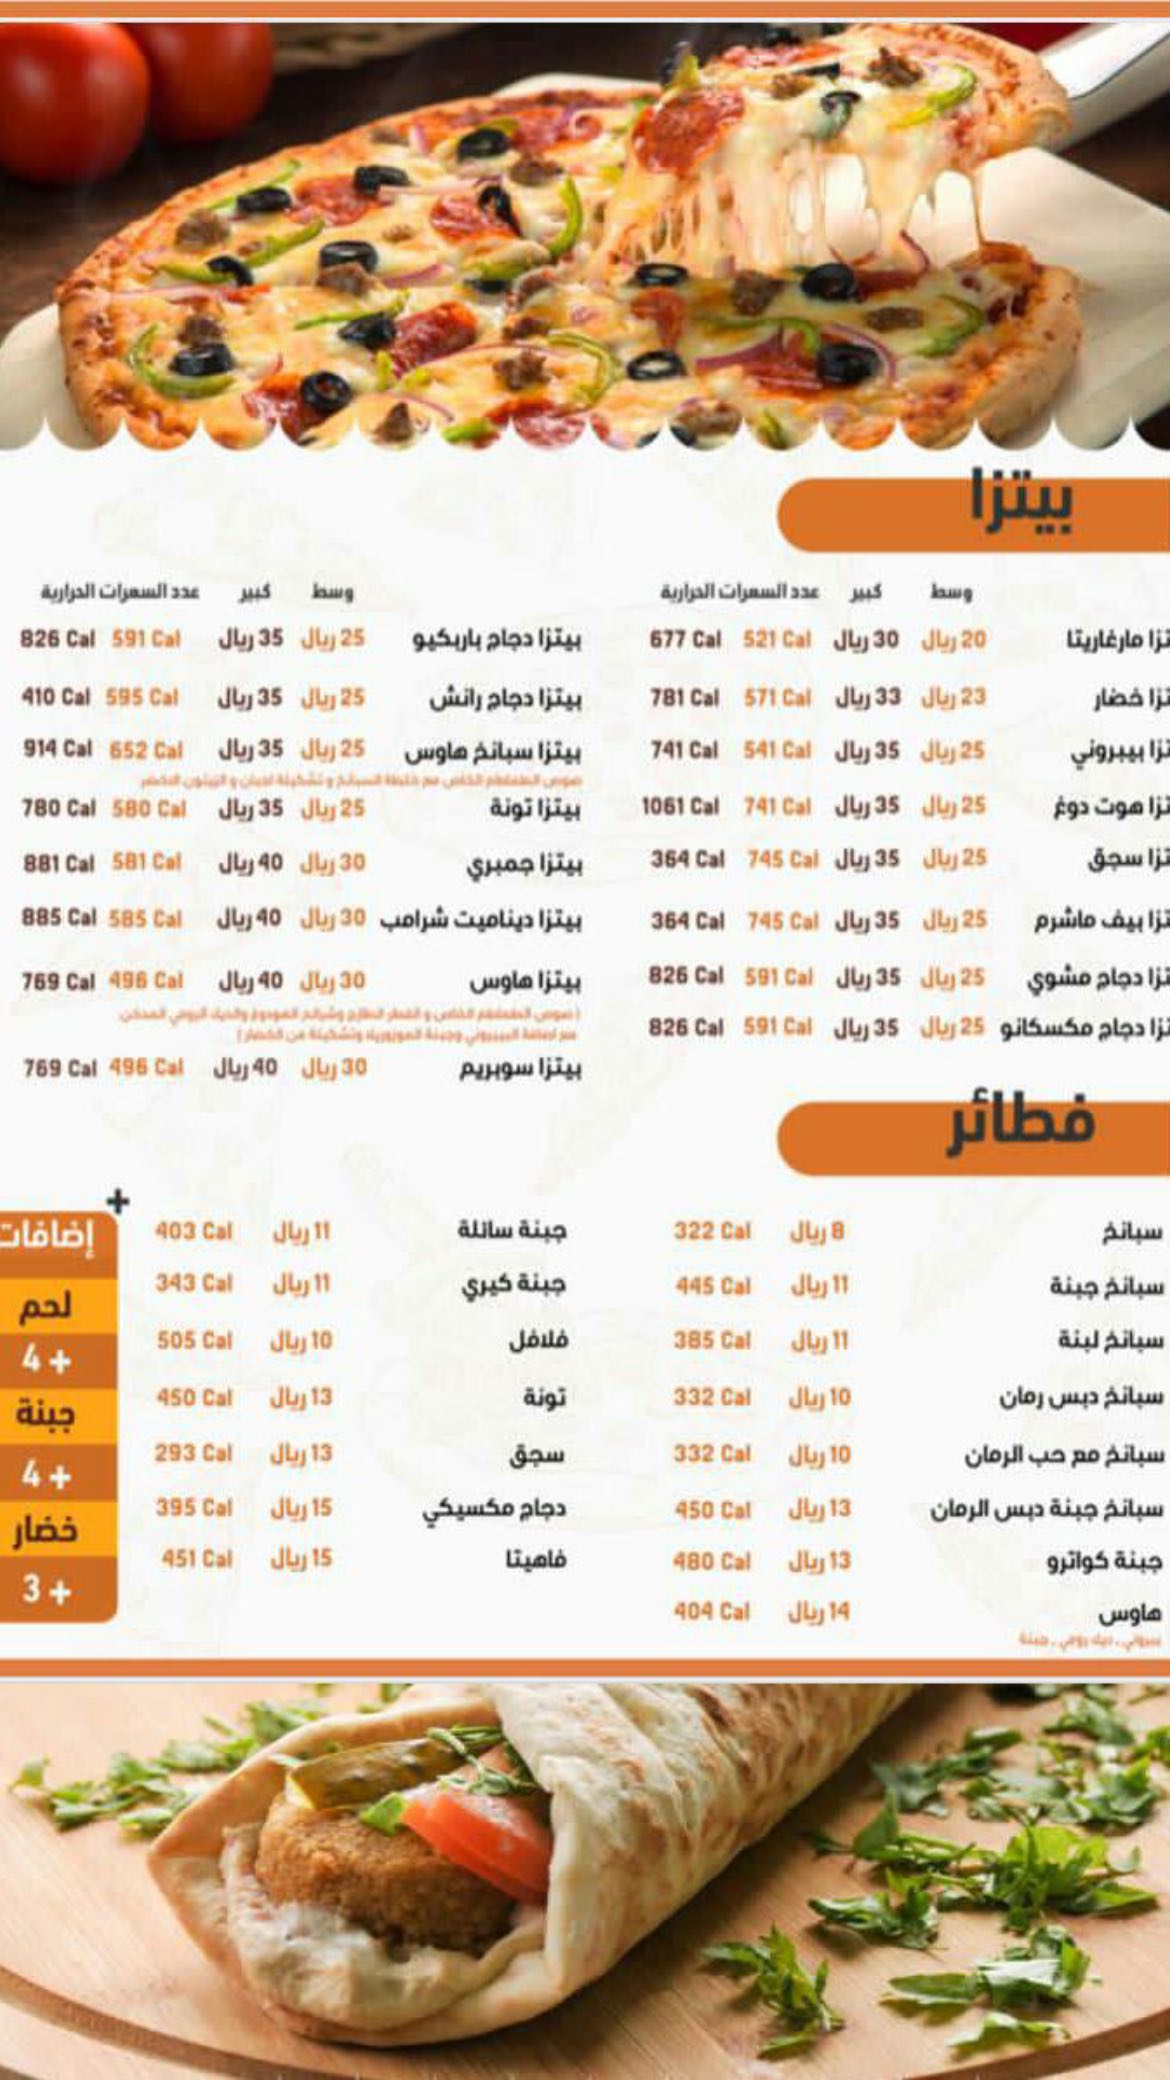 بيتزا
وسط كبير عدد السعرات الحرارية
تزا مارغاريتا 20 ريال 30 ريال 521 Cal 677 Cal
تزا خضار 23 ريال 33 ريال 571 Cal 781 Cal
تزا بيبروني 25 ريال 35 ريال 541 Cal 741 Cal
تزا هوت دوغ 25 ريال 35 ريال 741 Cal 1061 Cal
تزا سجق 25 ريال 35 ريال 745 Cal 364 Cal
تزا بيف ماشرم 25 ريال 35 ريال 745 Cal 364 Cal
تزا دجاج مشوي 25 ريال 35 ريال 591 Cal 826 Cal
تزا دجاج مكسكانو 25 ريال 35 ريال 591 Cal 826 Cal
وسط كبير عدد السعرات الحرارية
بيتزا دجاج باربكيو 25 ريال 35 ريال 591 Cal 826 Cal
بيتزا دجاج رانش 25 ريال 35 ريال 595 Cal 410 Cal
بيتزا سبانخ هاوس 25 ريال 35 ريال 652 Cal 914 Cal
صوص الطماطم الخاص مع خلطة السبانخ و تشكيلة اجبان و الزيتون الاخضر
بيتزا تونة 25 ريال 35 ريال 580 Cal 780 Cal
بيتزا جمبري 30 ريال 40 ريال 581 Cal 881 Cal
بيتزا ديناميت شرامب 30 ريال 40 ريال 585 Cal 885 Cal
بيتزا هاوس 30 ريال 40 ريال 496 Cal 769 Cal
( صوص الطماطم الخاص و الفطر الطازج وشرائح الهوتدوغ والديك الرومي المدخن
مع اضافة البيبروني وجبنة الموزوريلا وتشكيلة من الخضار )
بيتزا سوبريم 30 ريال 40 ريال 496 Cal 769 Cal
فطائر
سبانخ 8 ريال 322 Cal
سبانخ جبنة 11 ريال 445 Cal
سبانخ لبنة 11 ريال 385 Cal
سبانخ دبس رمان 10 ريال 332 Cal
سبانخ مع حب الرمان 10 ريال 332 Cal
سبانخ جبنة دبس الرمان 13 ريال 450 Cal
جبنة كواترو 13 ريال 480 Cal
هاوس 14 ريال 404 Cal
ببروني ، ديك رومي ، جبنة
جبنة سائلة 11 ريال 403 Cal
جبنة كيري 11 ريال 343 Cal
فلافل 10 ريال 505 Cal
تونة 13 ريال 450 Cal
سجق 13 ريال 293 Cal
دجاج مكسيكي 15 ريال 395 Cal
فاهيتا 15 ريال 451 Cal
+
إضافات
لحم
4 +
جبنة
4 +
خضار
3 +